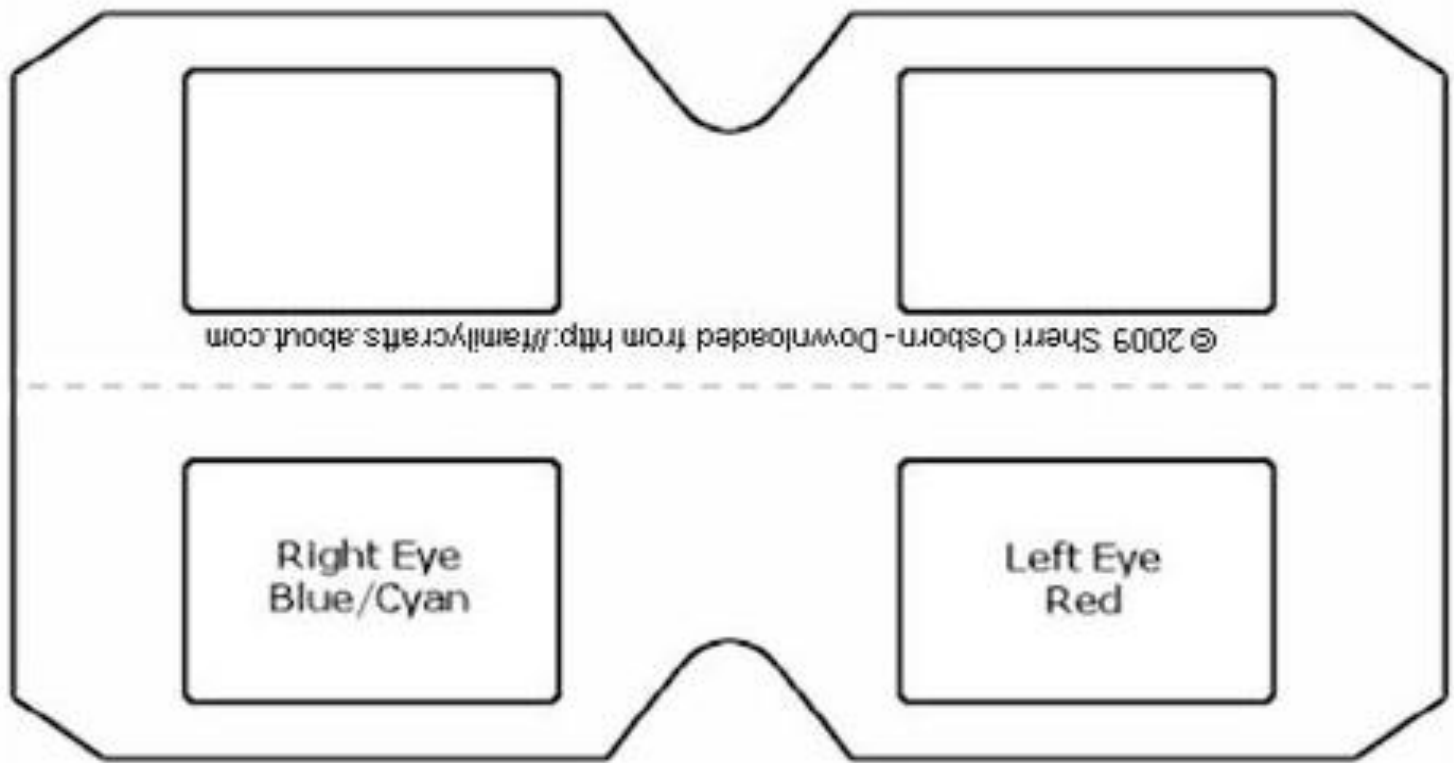 © 2009 Sherri Osborn - Downloaded from http://familycrafts.about.com
Right Eye
Blue/Cyan
Left Eye
Red